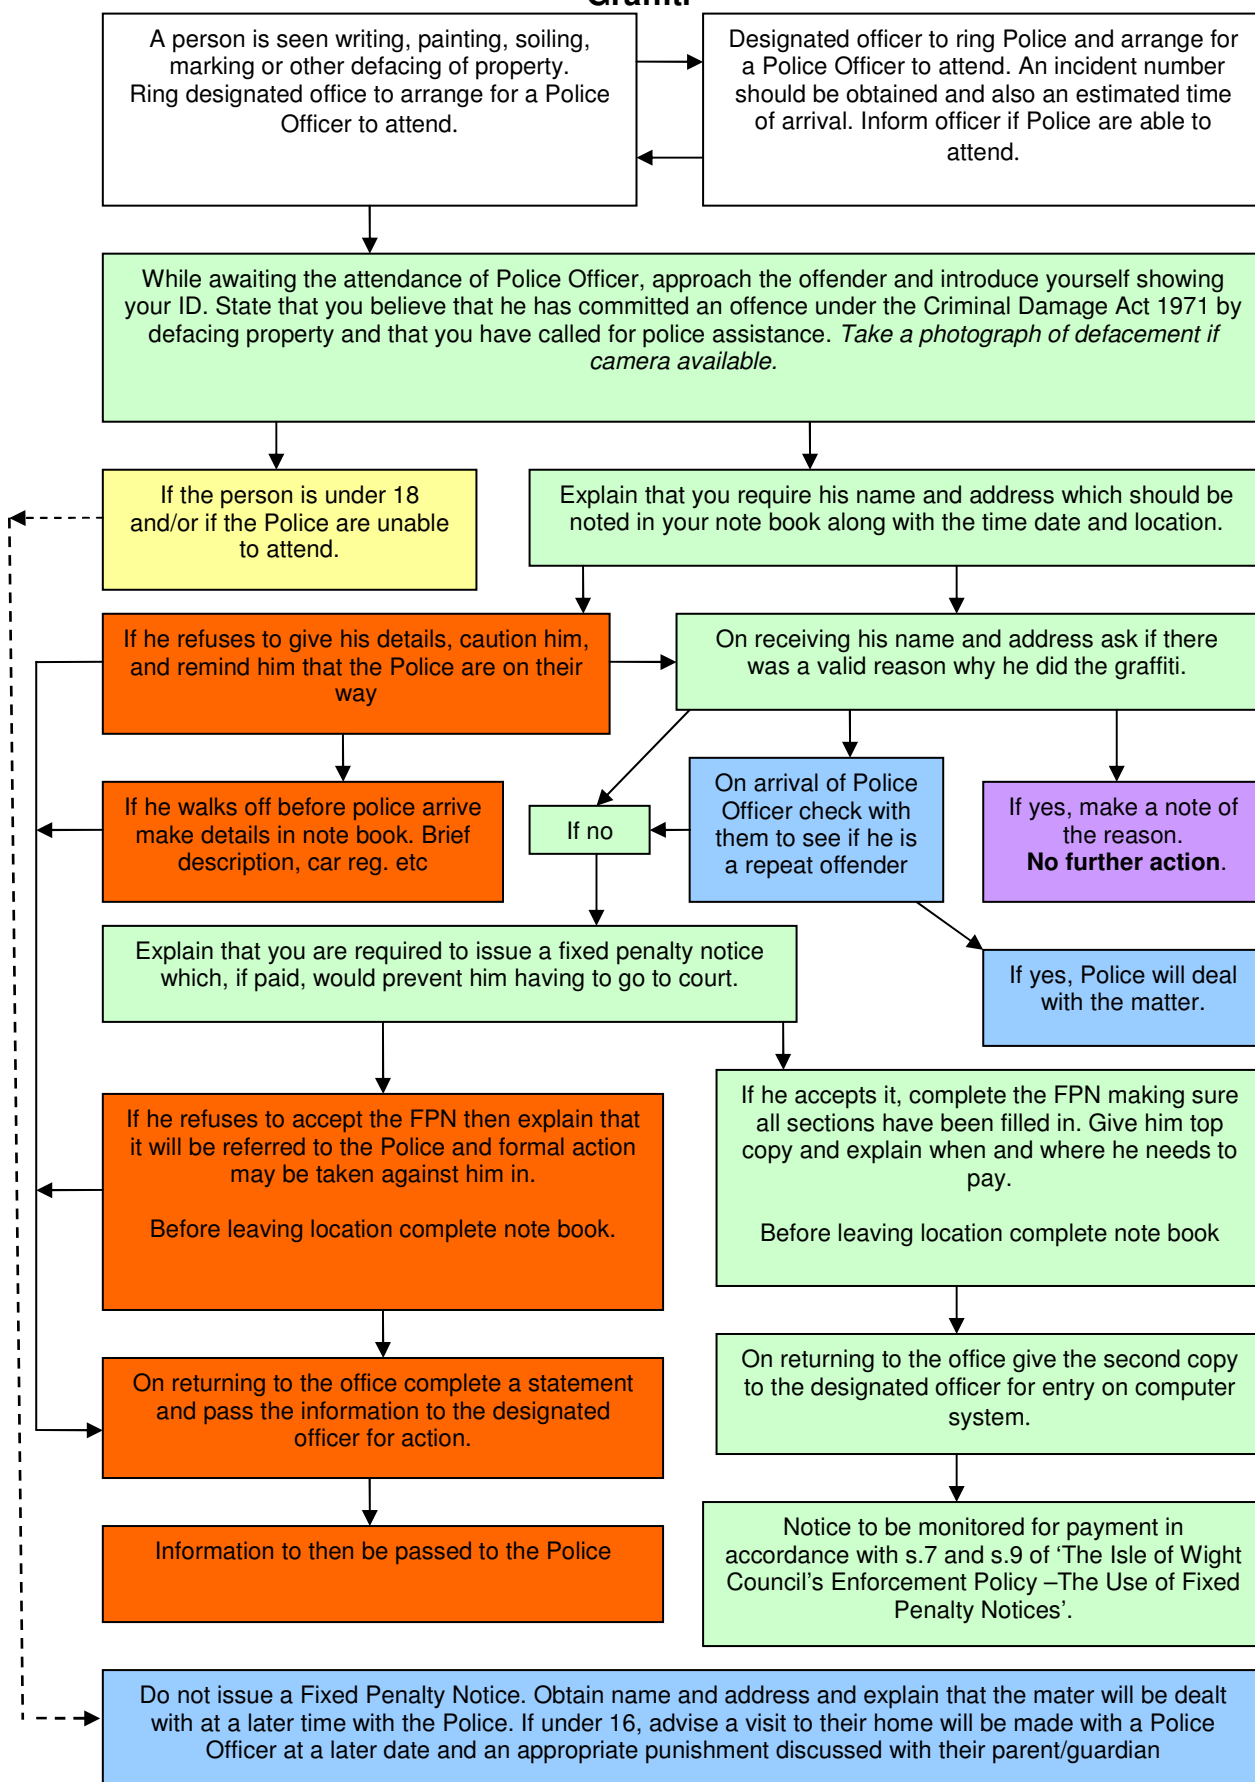 Graffiti
A person is seen writing, painting, soiling,
marking or other defacing of property.
Ring designated office to arrange for a Police
Officer to attend.
Designated officer to ring Police and arrange for
a Police Officer to attend. An incident number
should be obtained and also an estimated time
of arrival. Inform officer if Police are able to
attend.
While awaiting the attendance of Police Officer, approach the offender and introduce yourself showing
your ID. State that you believe that he has committed an offence under the Criminal Damage Act 1971 by
defacing property and that you have called for police assistance. Take a photograph of defacement if
camera available.
If the person is under 18
and/or if the Police are unable
to attend.
Explain that you require his name and address which should be
noted in your note book along with the time date and location.
If he refuses to give his details, caution him,
and remind him that the Police are on their
way
On receiving his name and address ask if there
was a valid reason why he did the graffiti.
If he walks off before police arrive
make details in note book. Brief
description, car reg. etc
If no
On arrival of Police
Officer check with
them to see if he is
a repeat offender
If yes, make a note of
the reason.
No further action.
Explain that you are required to issue a fixed penalty notice
which, if paid, would prevent him having to go to court.
If yes, Police will deal
with the matter.
If he refuses to accept the FPN then explain that
it will be referred to the Police and formal action
may be taken against him in.
Before leaving location complete note book.
If he accepts it, complete the FPN making sure
all sections have been filled in. Give him top
copy and explain when and where he needs to
pay.
Before leaving location complete note book
On returning to the office complete a statement
and pass the information to the designated
officer for action.
On returning to the office give the second copy
to the designated officer for entry on computer
system.
Information to then be passed to the Police
Notice to be monitored for payment in
accordance with s.7 and s.9 of ‘The Isle of Wight
Council’s Enforcement Policy –The Use of Fixed
Penalty Notices’.
Do not issue a Fixed Penalty Notice. Obtain name and address and explain that the mater will be dealt
with at a later time with the Police. If under 16, advise a visit to their home will be made with a Police
Officer at a later date and an appropriate punishment discussed with their parent/guardian